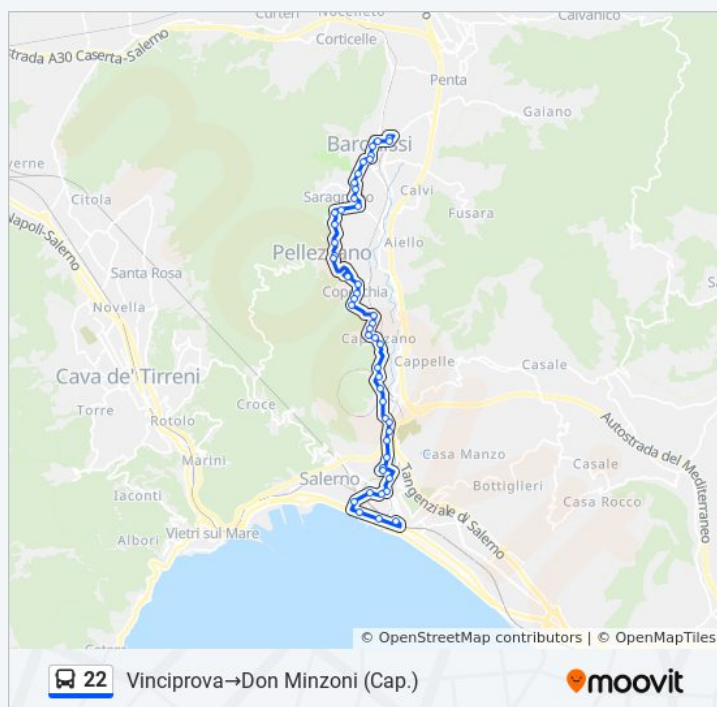 Curteri
Nocelleto
Corticelle
Calvanico
strada A30 Caserta-Salerno
Penta
Gaiano
Baronissi
Calvi
Saragnano
Fusara
Citola
Napoli-Salerno
Aiello
Pellezzano
Santa Rosa
Novella
Coperchia
Capezzano
Cappelle
Casale
Cava de' Tirreni
Croce
Torre
Rotolo
Autostrada del Mediterraneo
Casa Manzo
Marini
Casale
Salerno
Tangenziale di Salerno
Bottiglieri
Iaconti
Casa Rocco
Vietri sul Mare
Albori
© OpenStreetMap contributors | © OpenMapTiles
22 Vinciprova→Don Minzoni (Cap.)
moovit